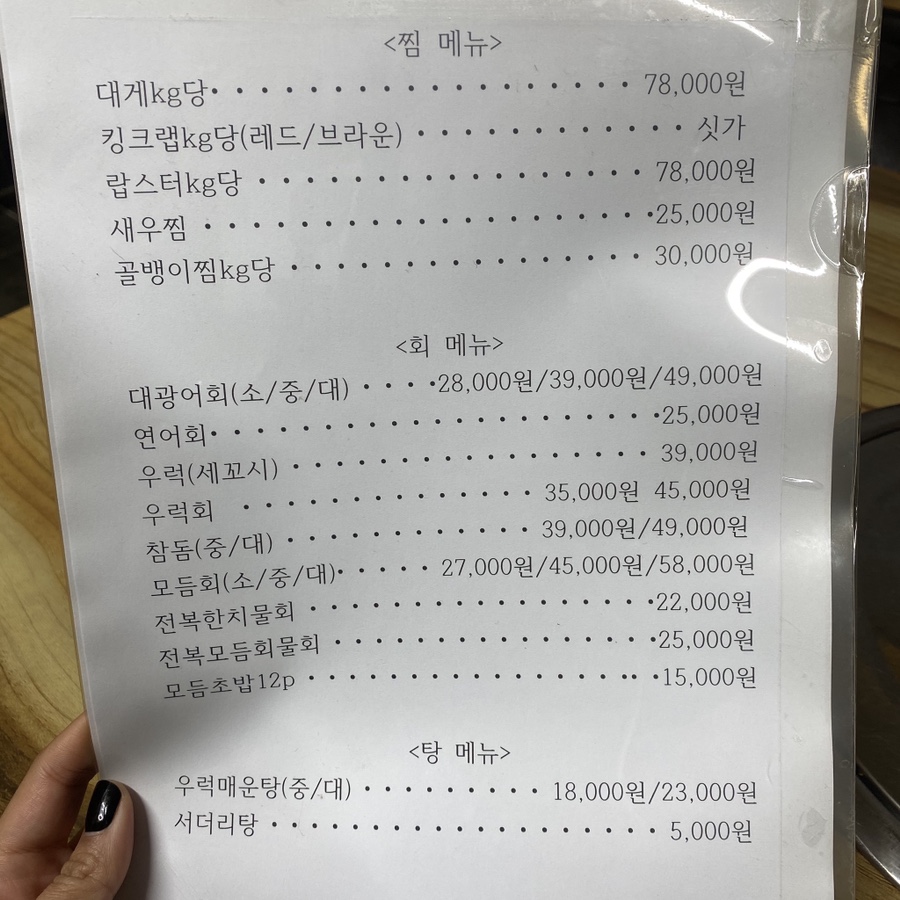 <찜 메뉴>
대게kg당·················· 78,000원
킹크랩kg당(레드/브라운) ············ 싯가
랍스터kg당 ················ 78,000원
새우찜 ···················25,000원
골뱅이찜kg당 ·············· 30,000원
<회 메뉴>
대광어회(소/중/대) ····28,000원/39,000원/49,000원
연어회···················25,000원
우럭(세꼬시) ··············· 39,000원
우럭회 ············ 35,000원 45,000원
참돔(중/대) ··········· 39,000원/49,000원
모듬회(소/중/대)····· 27,000원/45,000원/58,000원
전복한치물회 ···············22,000원
전복모듬회물회 ··············25,000원
모듬초밥12p ················15,000원
<탕 메뉴>
우럭매운탕(중/대) ········ 18,000원/23,000원
서더리탕 ················· 5,000원